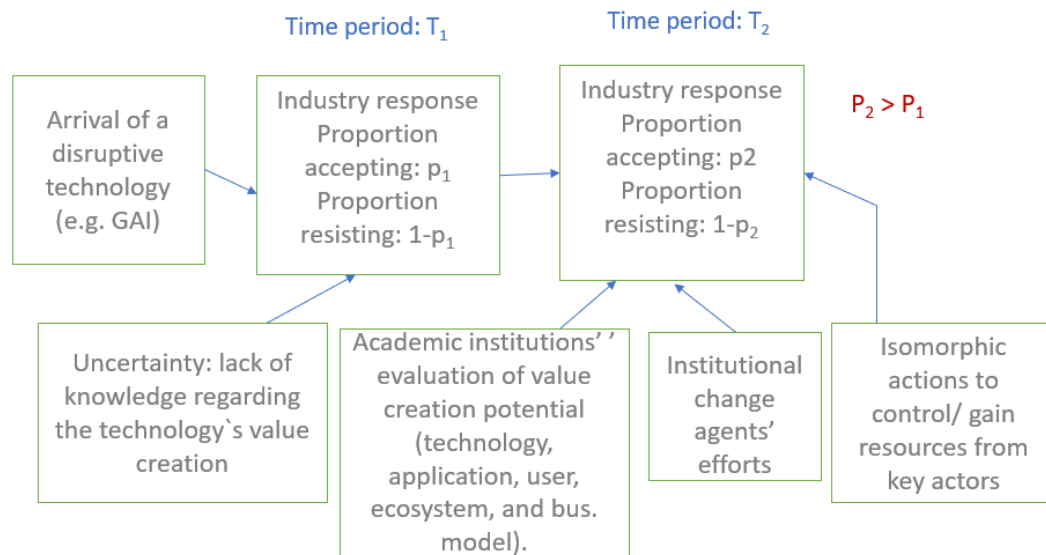 Time period: T₁
Time period: T₂
Arrival of a
disruptive
technology
(e.g. GAI)
Industry response
Proportion
accepting: p₁
Proportion
resisting: 1-p₁
Industry response
Proportion
accepting: p2
Proportion
resisting: 1-p₂
P₂ > P₁
Uncertainty: lack of
knowledge regarding
the technology`s value
creation
Academic institutions’ ’
evaluation of value
creation potential
(technology,
application, user,
ecosystem, and bus.
model).
Institutional
change
agents’
efforts
Isomorphic
actions to
control/ gain
resources from
key actors